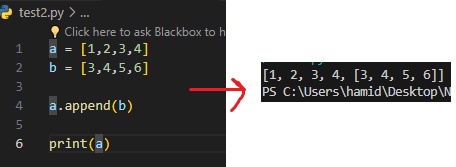 test2.py > ...
Click here to ask Blackbox to h
1 a = [1,2,3,4]
2 b = [3,4,5,6]
3
4 a.append(b)
5
6 print(a)
[1, 2, 3, 4, [3, 4, 5, 6]]
PS C:\Users\hamid\Desktop\N